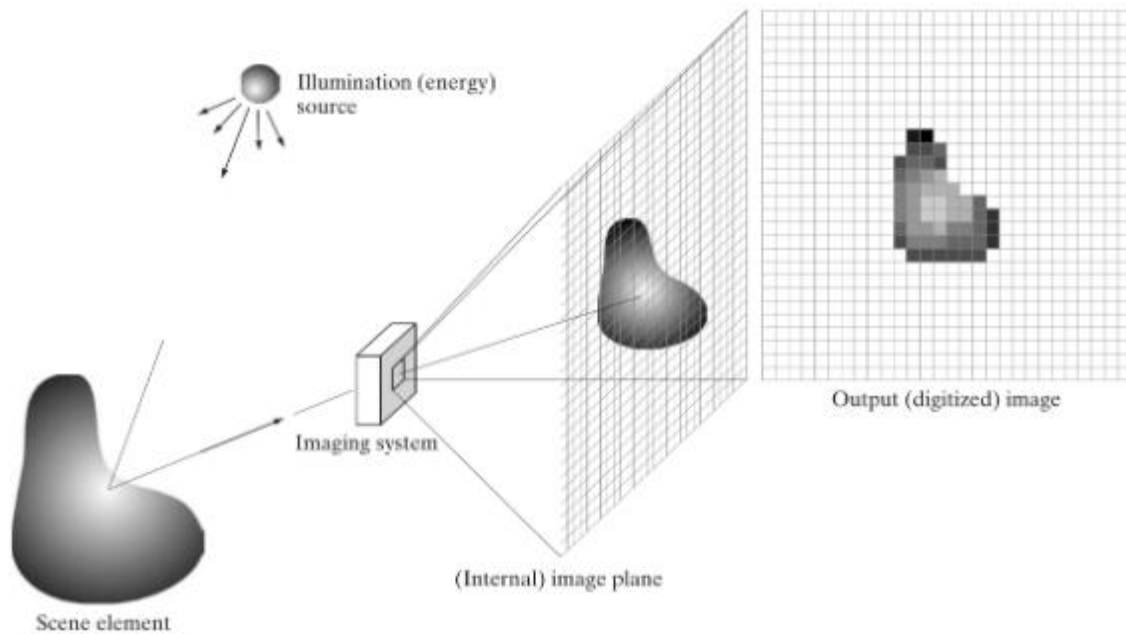 Illumination (energy)
source
Output (digitized) image
Imaging system
(Internal) image plane
Scene element